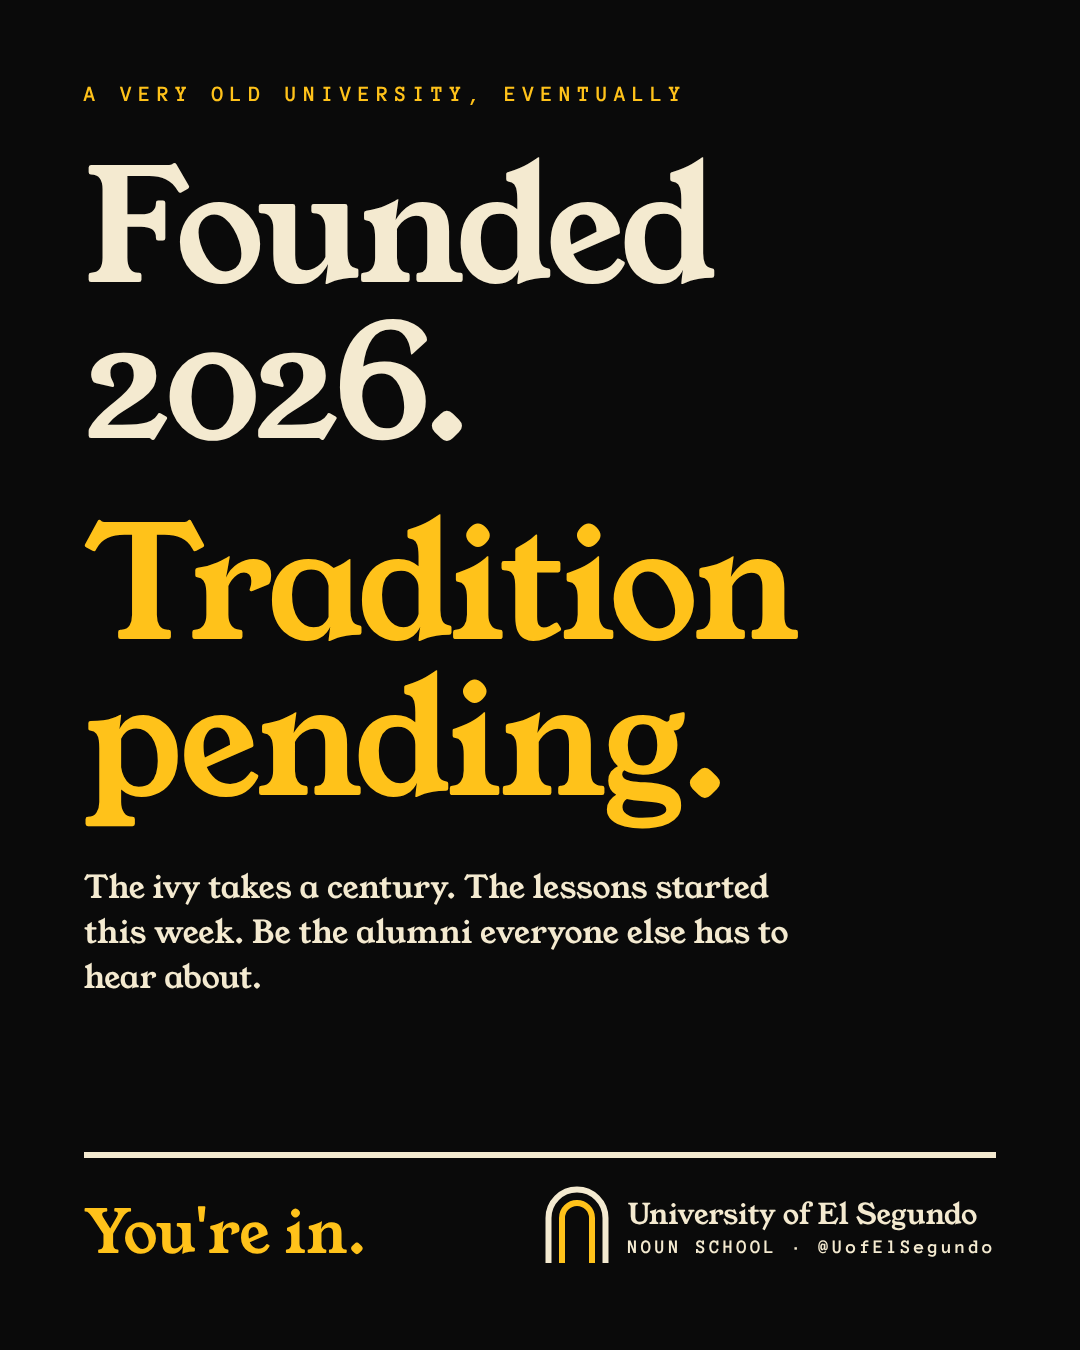 A VERY OLD UNIVERSITY, EVENTUALLY
Founded
2026.
Tradition
pending.
The ivy takes a century. The lessons started
this week. Be the alumni everyone else has to
hear about.
You're in.
University of El Segundo
NOUN SCHOOL · @UofElSegundo